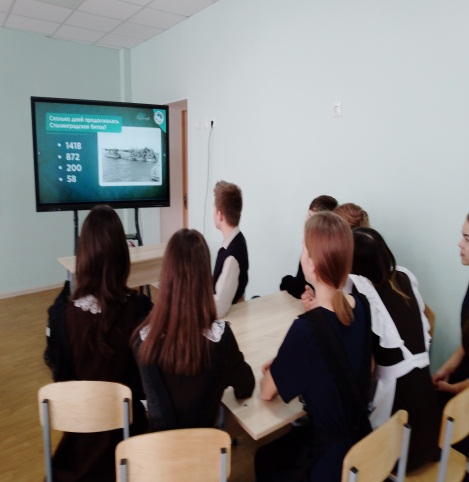 Сколько дней продолжалась
Сталинградская битва?
• 1418
• 872
• 200
• 58